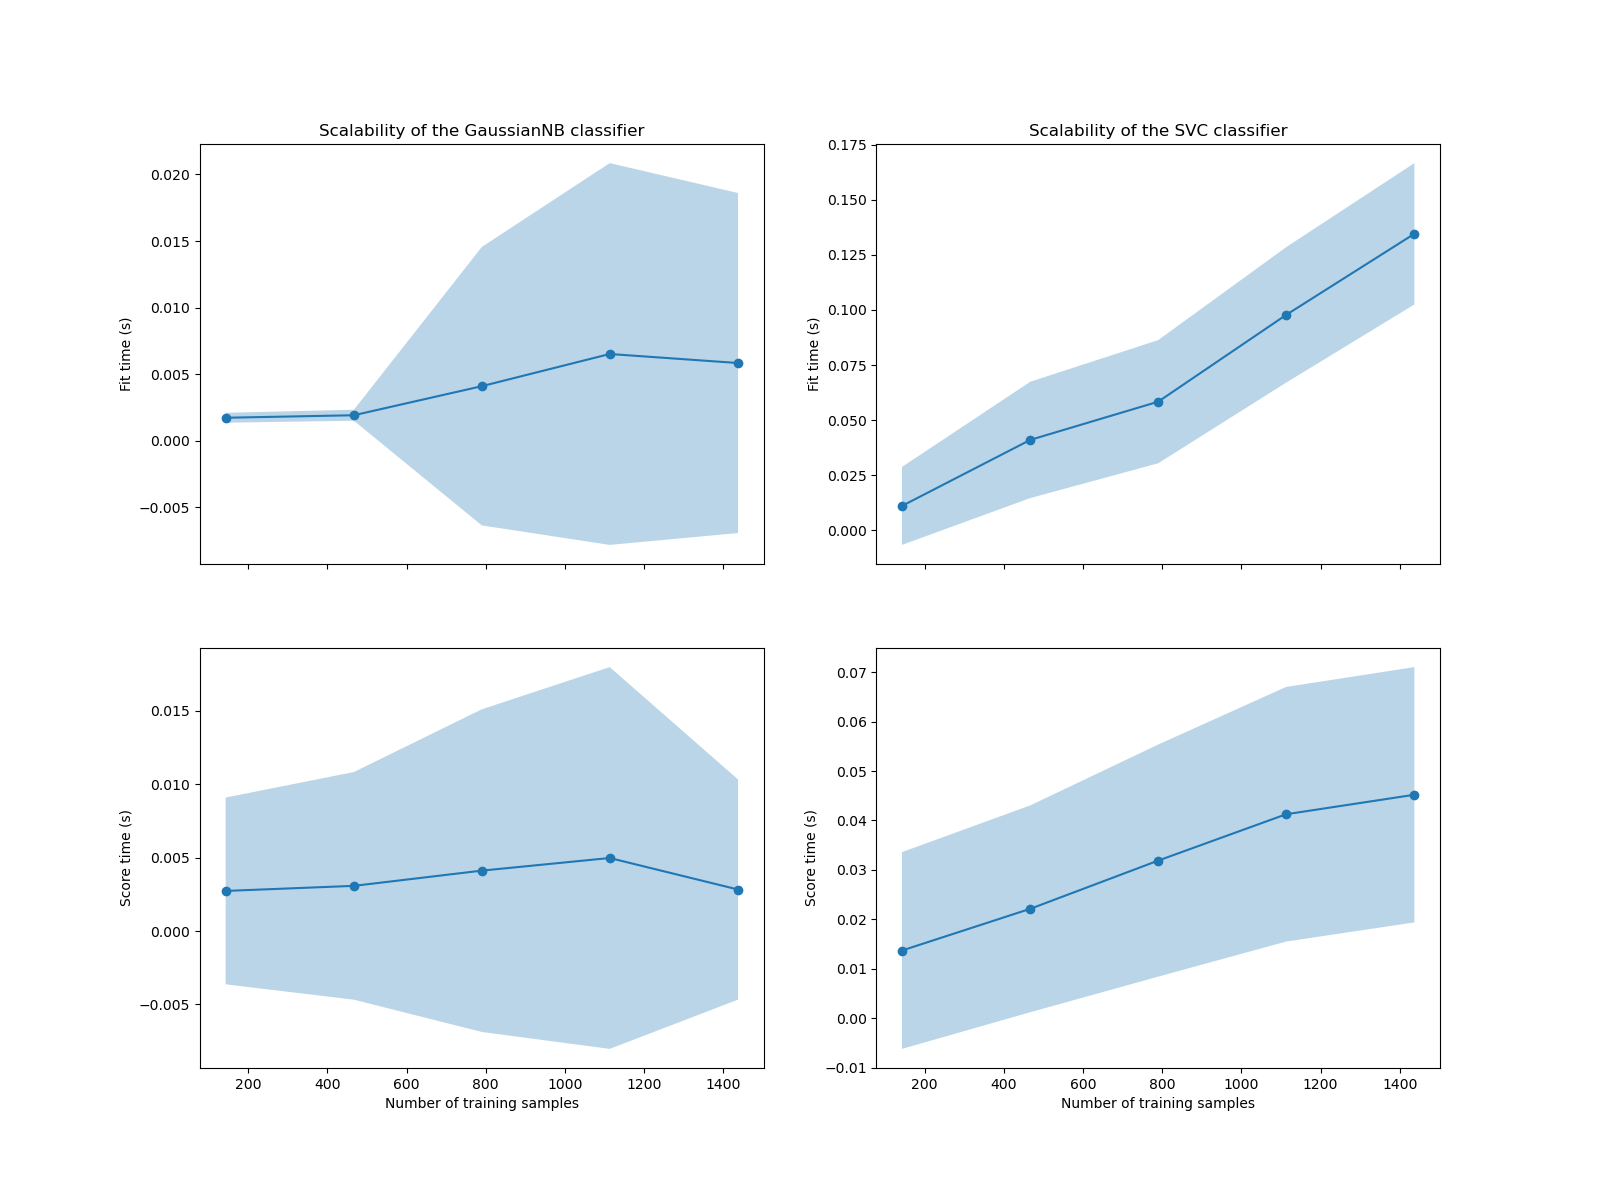 Scalability of the GaussianNB classifier
Fit time (s)
0.020
0.015
0.010
0.005
0.000
−0.005
Scalability of the SVC classifier
Fit time (s)
0.175
0.150
0.125
0.100
0.075
0.050
0.025
0.000
Score time (s)
0.015
0.010
0.005
0.000
−0.005
200 400 600 800 1000 1200 1400
Number of training samples
Score time (s)
0.07
0.06
0.05
0.04
0.03
0.02
0.01
0.00
−0.01
200 400 600 800 1000 1200 1400
Number of training samples